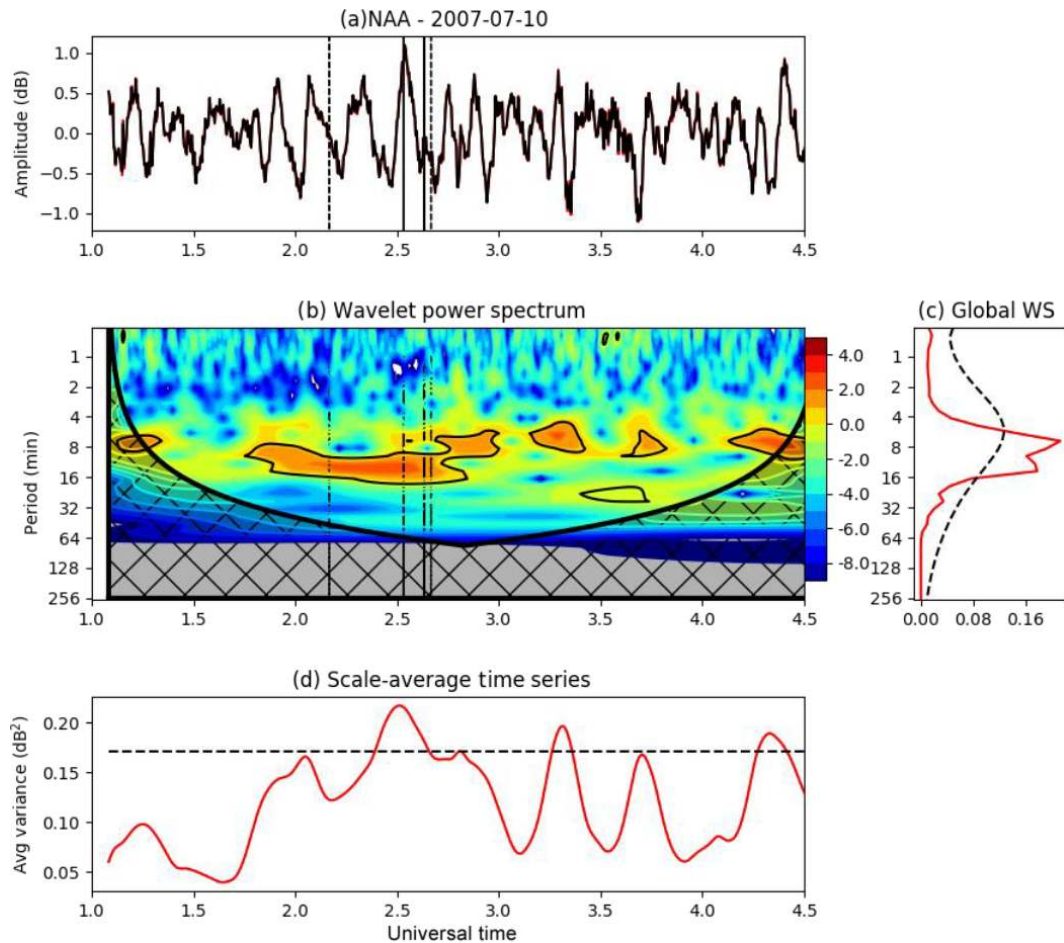 (a)NAA - 2007-07-10
Amplitude (dB)
1.0
0.5
0.0
−0.5
−1.0
1.0 1.5 2.0 2.5 3.0 3.5 4.0 4.5
(b) Wavelet power spectrum
Period (min)
1
2
4
8
16
32
64
128
256
1.0 1.5 2.0 2.5 3.0 3.5 4.0 4.5
4.0
2.0
0.0
-2.0
-4.0
-6.0
-8.0
(c) Global WS
1
2
4
8
16
32
64
128
256
0.00 0.08 0.16
(d) Scale-average time series
Avg variance (dB²)
0.20
0.15
0.10
0.05
1.0 1.5 2.0 2.5 3.0 3.5 4.0 4.5
Universal time